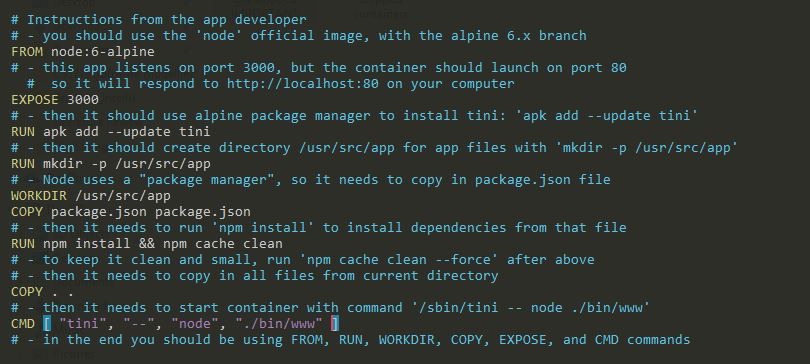 # Instructions from the app developer
# - you should use the 'node' official image, with the alpine 6.x branch
FROM node:6-alpine
# - this app listens on port 3000, but the container should launch on port 80
  #  so it will respond to http://localhost:80 on your computer
EXPOSE 3000
# - then it should use alpine package manager to install tini: 'apk add --update tini'
RUN apk add --update tini
# - then it should create directory /usr/src/app for app files with 'mkdir -p /usr/src/app'
RUN mkdir -p /usr/src/app
# - Node uses a "package manager", so it needs to copy in package.json file
WORKDIR /usr/src/app
COPY package.json package.json
# - then it needs to run 'npm install' to install dependencies from that file
RUN npm install && npm cache clean
# - to keep it clean and small, run 'npm cache clean --force' after above
# - then it needs to copy in all files from current directory
COPY . .
# - then it needs to start container with command '/sbin/tini -- node ./bin/www'
CMD [ "tini", "--", "node", "./bin/www" ]
# - in the end you should be using FROM, RUN, WORKDIR, COPY, EXPOSE, and CMD commands
Pictures